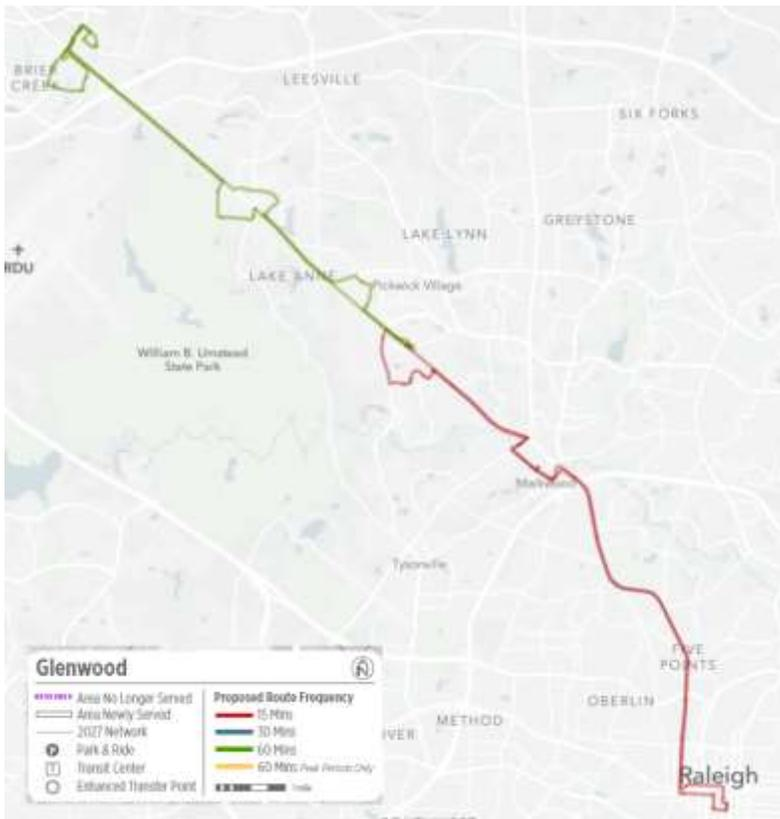 BRIER
CREEK
LEESVILLE
SIX FORKS
GREYSTONE
LAKE LYNN
RDU
LAKE ANNE
Pickwick Village
William B. Umstead
State Park
Tysonville
FIVE
POINTS
OBERLIN
METHOD
Raleigh
Glenwood
N
Area No Longer Served
Area Newly Served
2027 Network
P Park & Ride
T Transit Center
Enhanced Transfer Point
Proposed Route Frequency
15 Mins
30 Mins
60 Mins
60 Mins Peak Periods Only
1 mile